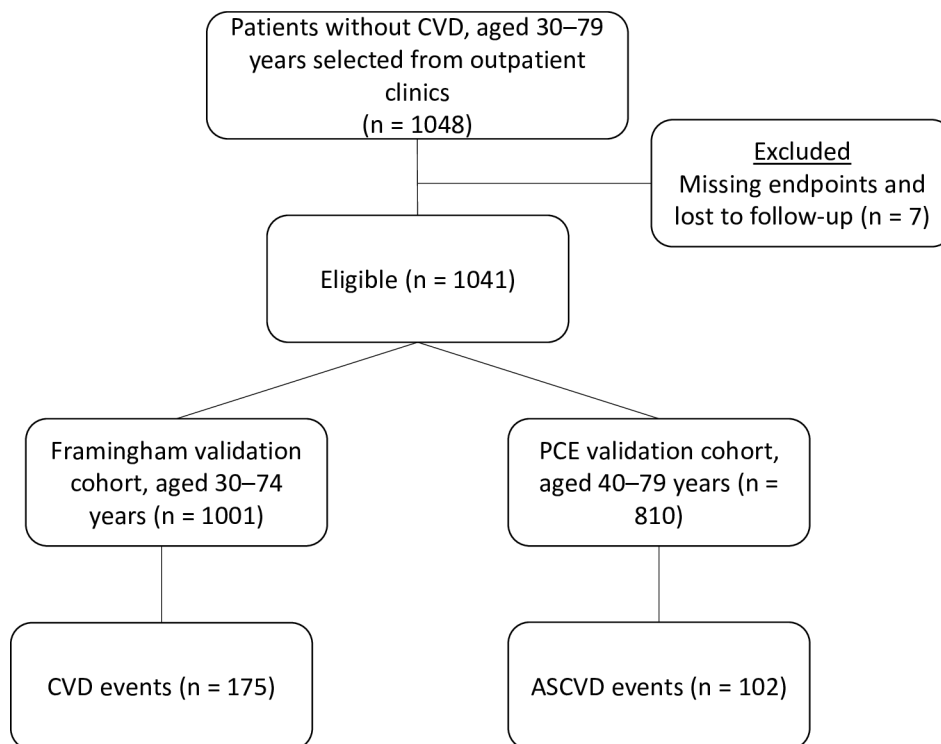 Patients without CVD, aged 30–79
years selected from outpatient
clinics
(n = 1048)
Excluded
Missing endpoints and
lost to follow-up (n = 7)
Eligible (n = 1041)
Framingham validation
cohort, aged 30–74
years (n = 1001)
PCE validation cohort,
aged 40–79 years (n =
810)
CVD events (n = 175)
ASCVD events (n = 102)